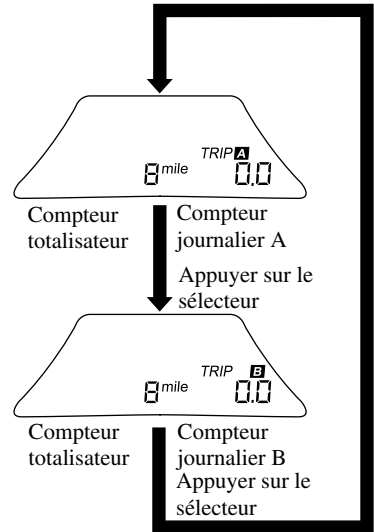 TRIP A
8 mile 0.0
Compteur totalisateur
Compteur journalier A
Appuyer sur le sélecteur
TRIP B
8 mile 0.0
Compteur totalisateur
Compteur journalier B
Appuyer sur le sélecteur